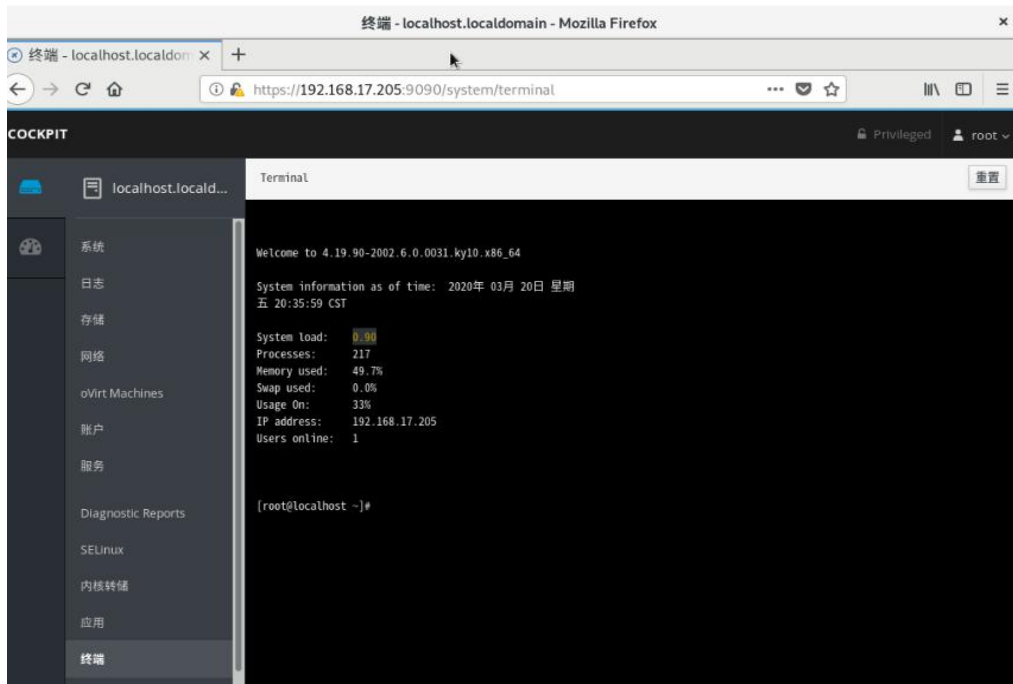 终端 - localhost.localdomain - Mozilla Firefox
终端 - localhost.localdom
https://192.168.17.205:9090/system/terminal
COCKPIT
Privileged
root
localhost.locald...
Terminal
重置
系统
日志
存储
网络
oVirt Machines
账户
服务
Diagnostic Reports
SELinux
内核转储
应用
终端
Welcome to 4.19.90-2002.6.0.0031.ky10.x86_64
System information as of time: 2020年 03月 20日 星期
五 20:35:59 CST
System load: 0.90
Processes: 217
Memory used: 49.7%
Swap used: 0.0%
Usage On: 33%
IP address: 192.168.17.205
Users online: 1
[root@localhost ~]#